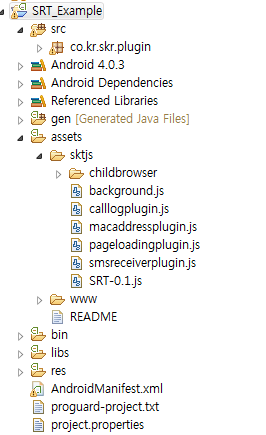 SRT_Example
src
co.kr.skr.plugin
Android 4.0.3
Android Dependencies
Referenced Libraries
gen [Generated Java Files]
assets
sktjs
childbrowser
background.js
calllogplugin.js
macaddressplugin.js
pageloadingplugin.js
smsreceiverplugin.js
SRT-0.1.js
www
README
bin
libs
res
AndroidManifest.xml
proguard-project.txt
project.properties